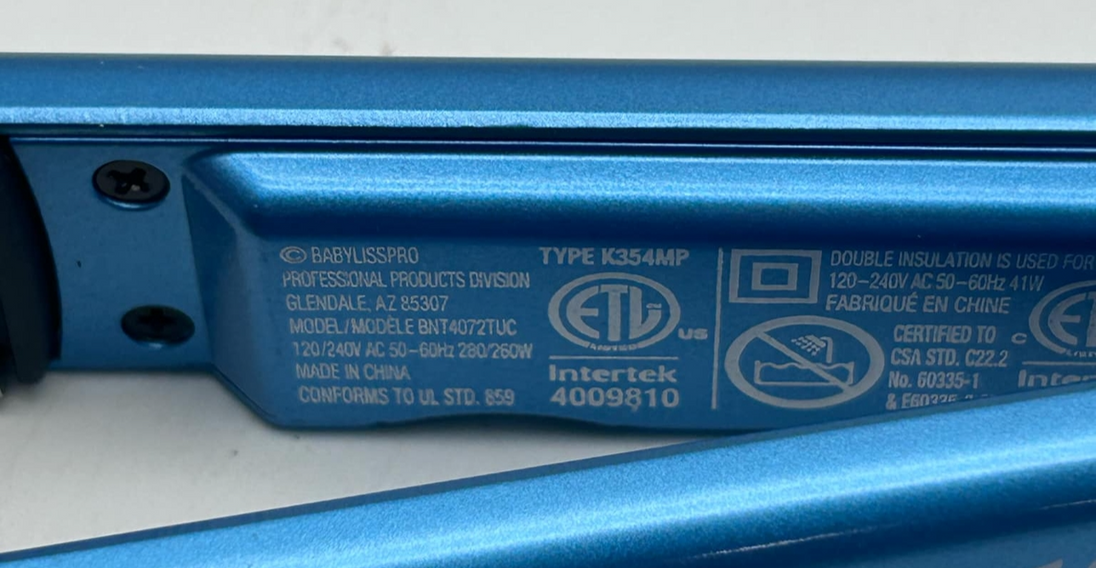 © BABYLISSPRO
PROFESSIONAL PRODUCTS DIVISION
GLENDALE, AZ 85307
MODEL/MODÈLE BNT4072TUC
120/240V AC 50-60Hz 280/260W
MADE IN CHINA
CONFORMS TO UL STD. 859
TYPE K354MP
ETL
LISTED
US
Intertek
4009810
DOUBLE INSULATION IS USED FOR
120-240V AC 50-60Hz 41W
FABRIQUÉ EN CHINE
CERTIFIED TO
CSA STD. C22.2
No. 60335-1
&
C